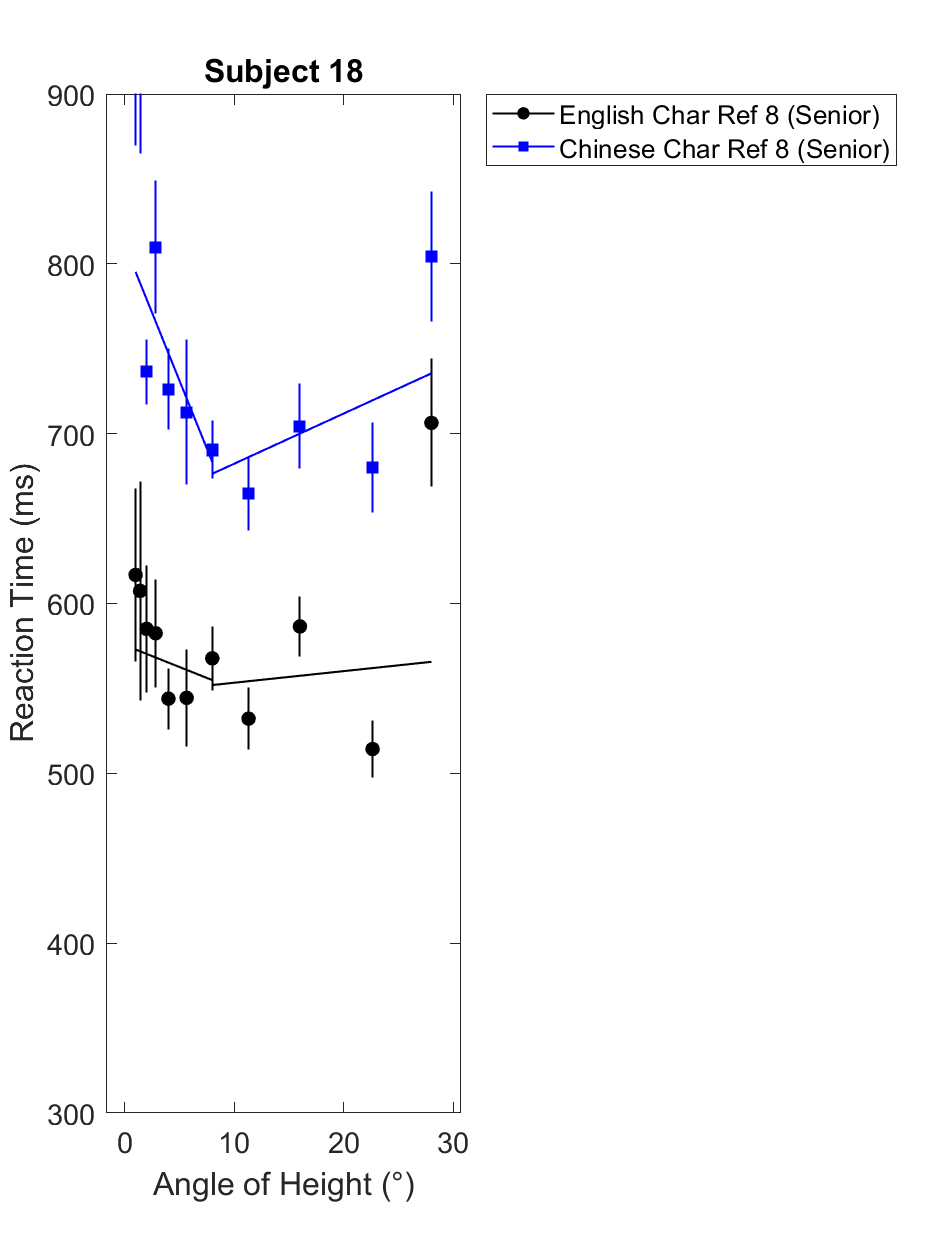 Subject 18
English Char Ref 8 (Senior)
Chinese Char Ref 8 (Senior)
900
800
700
600
500
400
300
Reaction Time (ms)
0 10 20 30
Angle of Height (°)